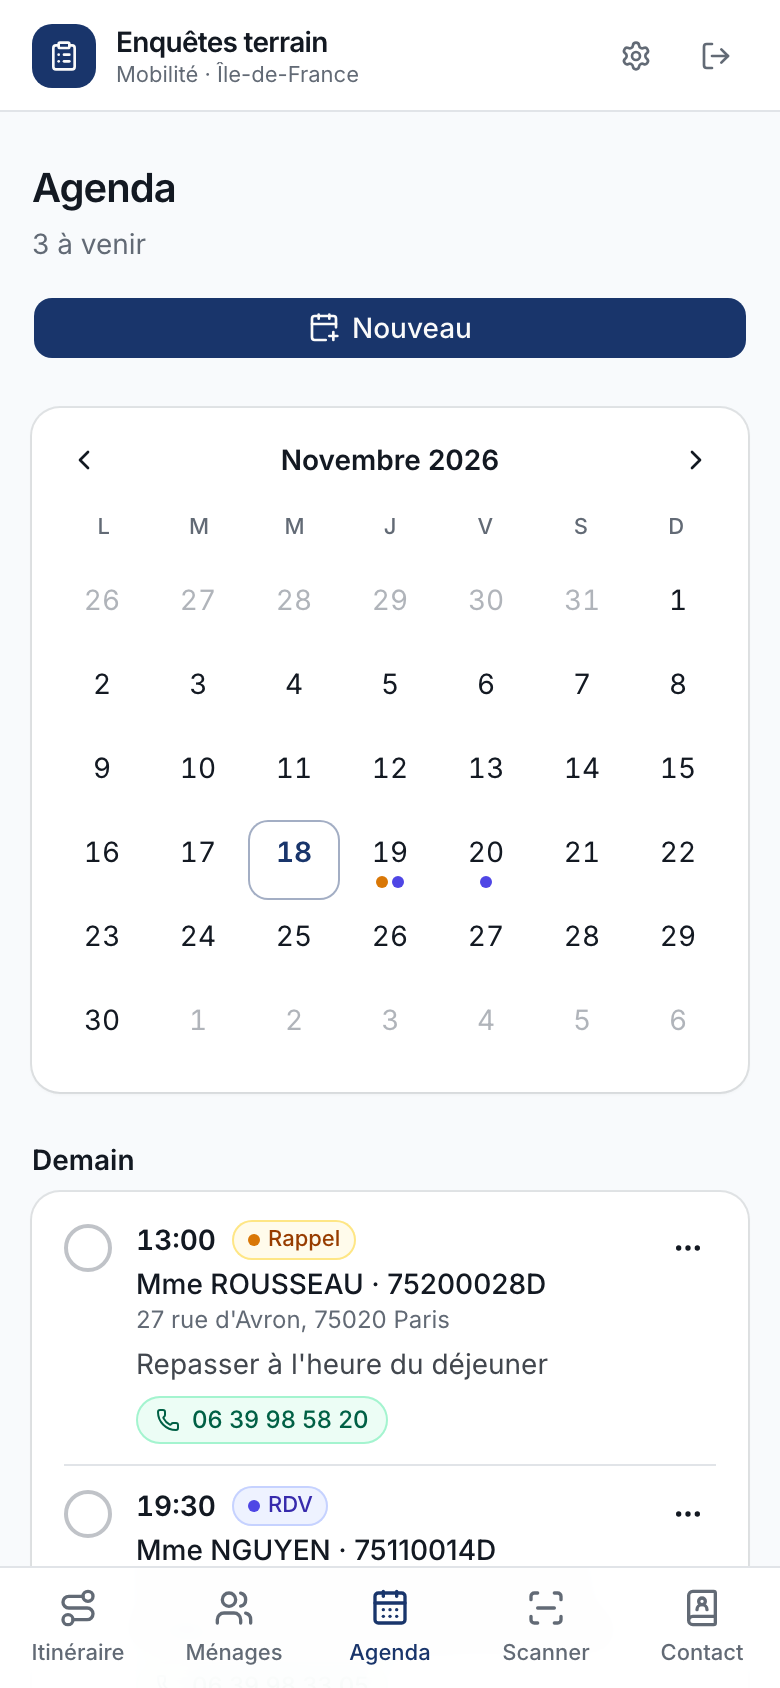 Enquêtes terrain
Mobilité · Île-de-France
Agenda
3 à venir
Nouveau
Novembre 2026
L M M J V S D
26 27 28 29 30 31 1
2 3 4 5 6 7 8
9 10 11 12 13 14 15
16 17 18 19 20 21 22
23 24 25 26 27 28 29
30 1 2 3 4 5 6
Demain
13:00 Rappel
Mme ROUSSEAU · 75200028D
27 rue d'Avron, 75020 Paris
Repasser à l'heure du déjeuner
06 39 98 58 20
19:30 RDV
Mme NGUYEN · 75110014D
Itinéraire Ménages Agenda Scanner Contact